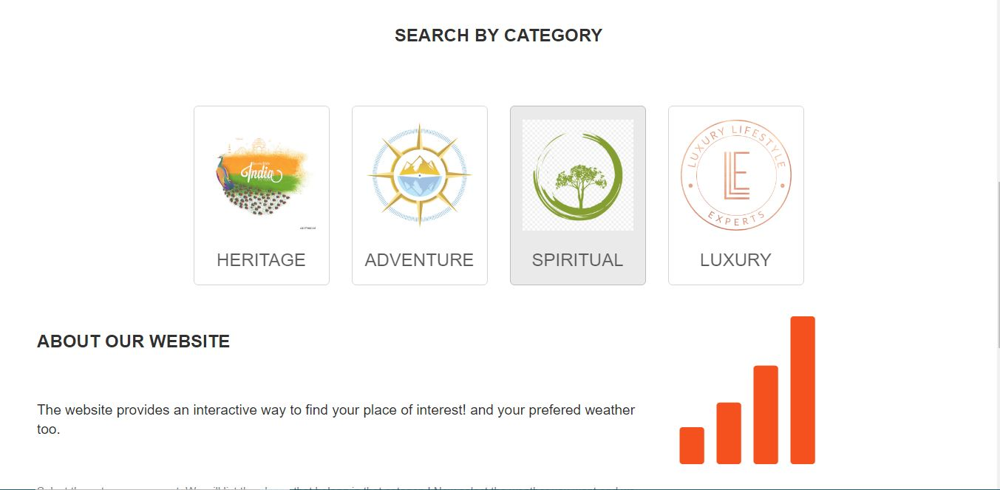 SEARCH BY CATEGORY
India
LUXURY LIFESTYLE
LE
EXPERTS
HERITAGE
ADVENTURE
SPIRITUAL
LUXURY
ABOUT OUR WEBSITE
The website provides an interactive way to find your place of interest! and your prefered weather
too.